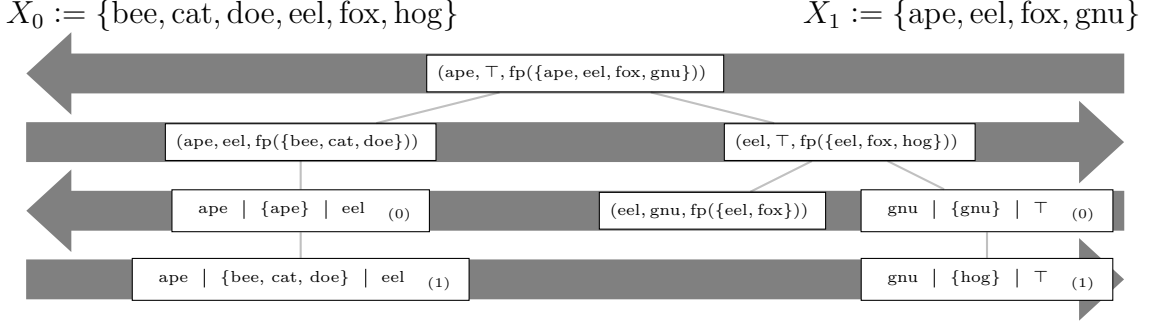 X₀ := {bee, cat, doe, eel, fox, hog} X₁ := {ape, eel, fox, gnu}
(ape, ⊤, fp({ape, eel, fox, gnu}))
(ape, eel, fp({bee, cat, doe})) (eel, ⊤, fp({eel, fox, hog}))
ape | {ape} | eel (0) (eel, gnu, fp({eel, fox})) gnu | {gnu} | ⊤ (0)
ape | {bee, cat, doe} | eel (1) gnu | {hog} | ⊤ (1)